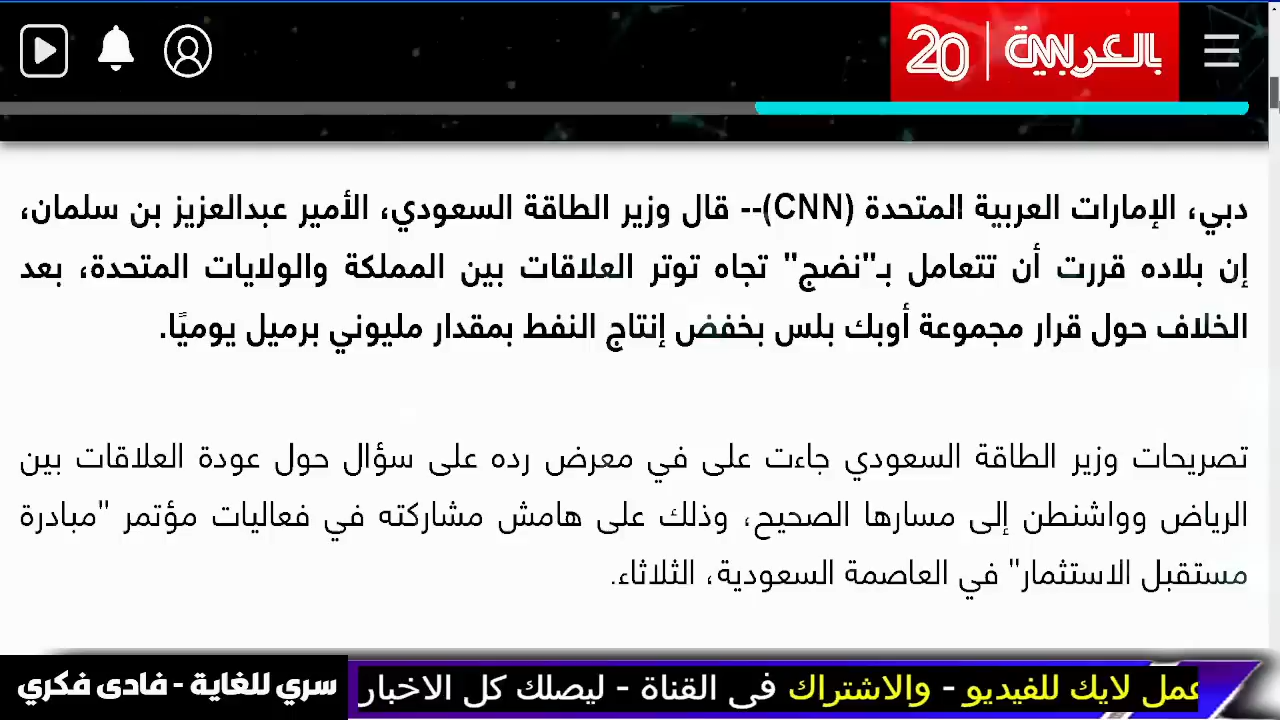 بالعربية CNN | 20
دبي، الإمارات العربية المتحدة (CNN)-- قال وزير الطاقة السعودي، الأمير عبدالعزيز بن سلمان،
إن بلاده قررت أن تتعامل بـ"نضج" تجاه توتر العلاقات بين المملكة والولايات المتحدة، بعد
الخلاف حول قرار مجموعة أوبك بلس بخفض إنتاج النفط بمقدار مليوني برميل يوميًا.
تصريحات وزير الطاقة السعودي جاءت على في معرض رده على سؤال حول عودة العلاقات بين
الرياض وواشنطن إلى مسارها الصحيح، وذلك على هامش مشاركته في فعاليات مؤتمر "مبادرة
مستقبل الاستثمار" في العاصمة السعودية، الثلاثاء.
عمل لايك للفيديو - والاشتراك فى القناة - ليصلك كل الاخبار
سري للغاية - فادى فكري